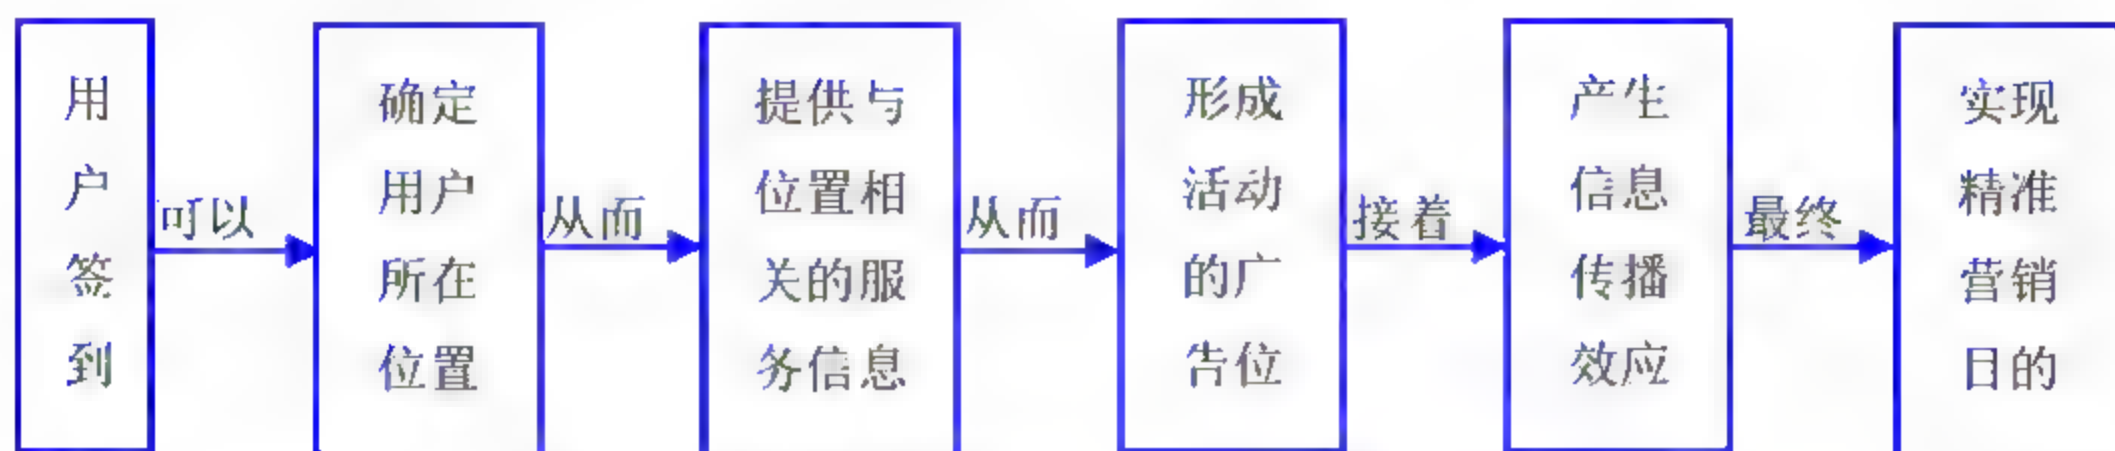 用
户
签
到
可以
确定
用户
所在
位置
从而
提供与
位置相
关的服
务信息
从而
形成
活动
的广
告位
接着
产生
信息
传播
效应
最终
实现
精准
营销
目的